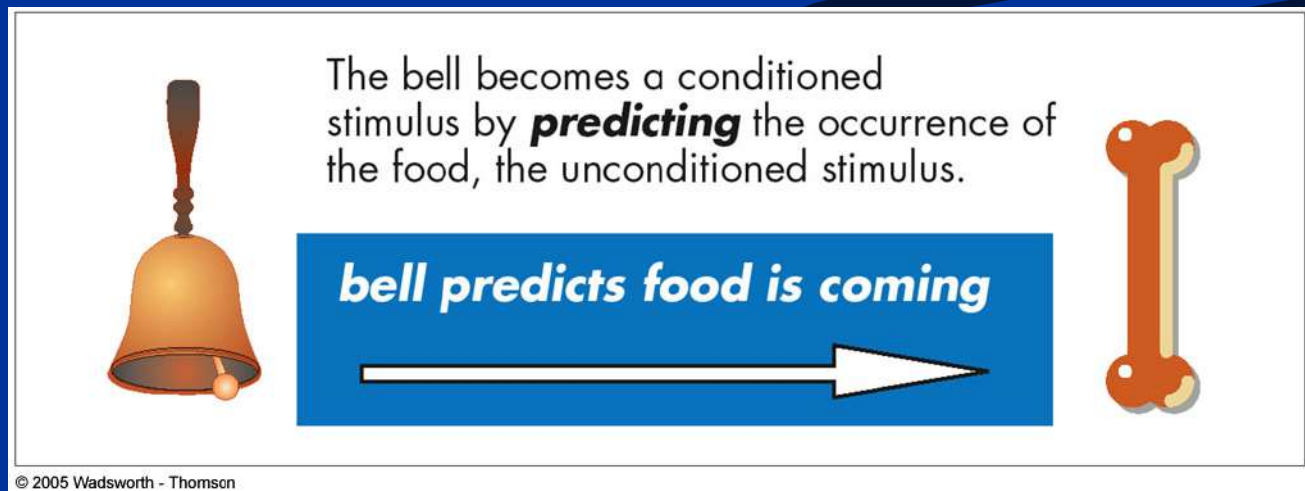 The bell becomes a conditioned
stimulus by predicting the occurrence of
the food, the unconditioned stimulus.
bell predicts food is coming
© 2005 Wadsworth - Thomson